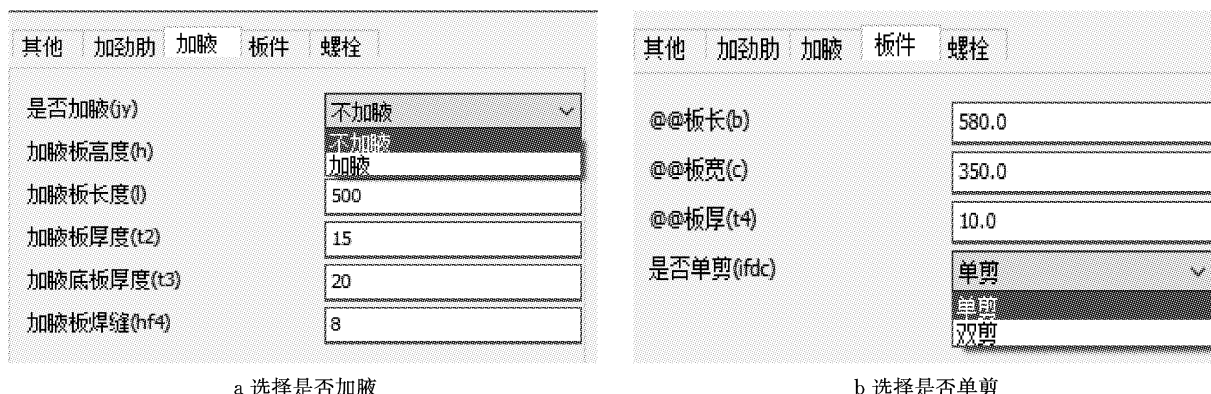 其他 加劲肋 加腋 板件 螺栓
是否加腋(jy) 不加腋
不加腋
加腋板高度(h) 加腋
加腋板长度(l) 500
加腋板厚度(t2) 15
加腋底板厚度(t3) 20
加腋板焊缝(hf4) 8
a 选择是否加腋
其他 加劲肋 加腋 板件 螺栓
@@板长(b) 580.0
@@板宽(c) 350.0
@@板厚(t4) 10.0
是否单剪(ifdc) 单剪
单剪
双剪
b 选择是否单剪